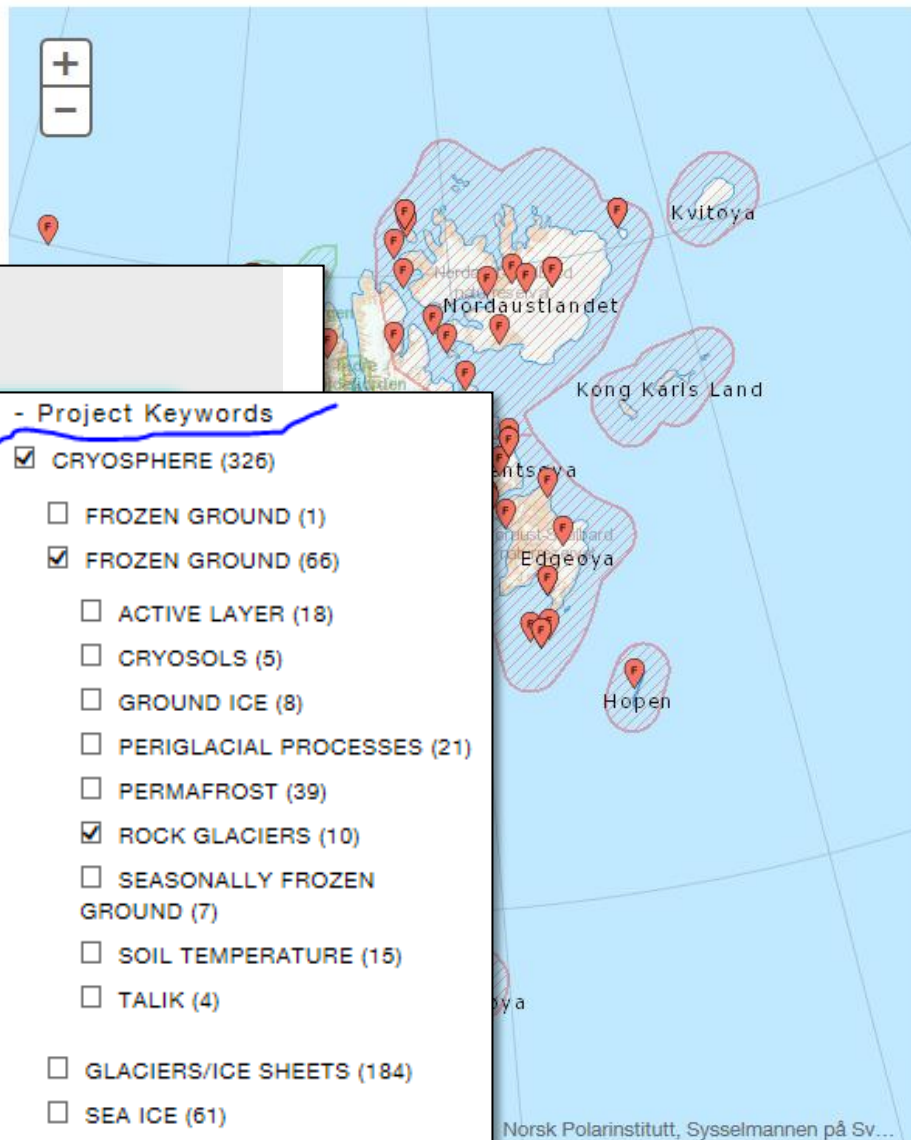 +
−
Kvitøya
Nordaustlandet
Kong Karls Land
Edgeøya
Hopen
øya
- Project Keywords
CRYOSPHERE (326)
FROZEN GROUND (1)
FROZEN GROUND (66)
ACTIVE LAYER (18)
CRYOSOLS (5)
GROUND ICE (8)
PERIGLACIAL PROCESSES (21)
PERMAFROST (39)
ROCK GLACIERS (10)
SEASONALLY FROZEN
GROUND (7)
SOIL TEMPERATURE (15)
TALIK (4)
GLACIERS/ICE SHEETS (184)
SEA ICE (61)
Norsk Polarinstitutt, Sysselmannen på Sv...